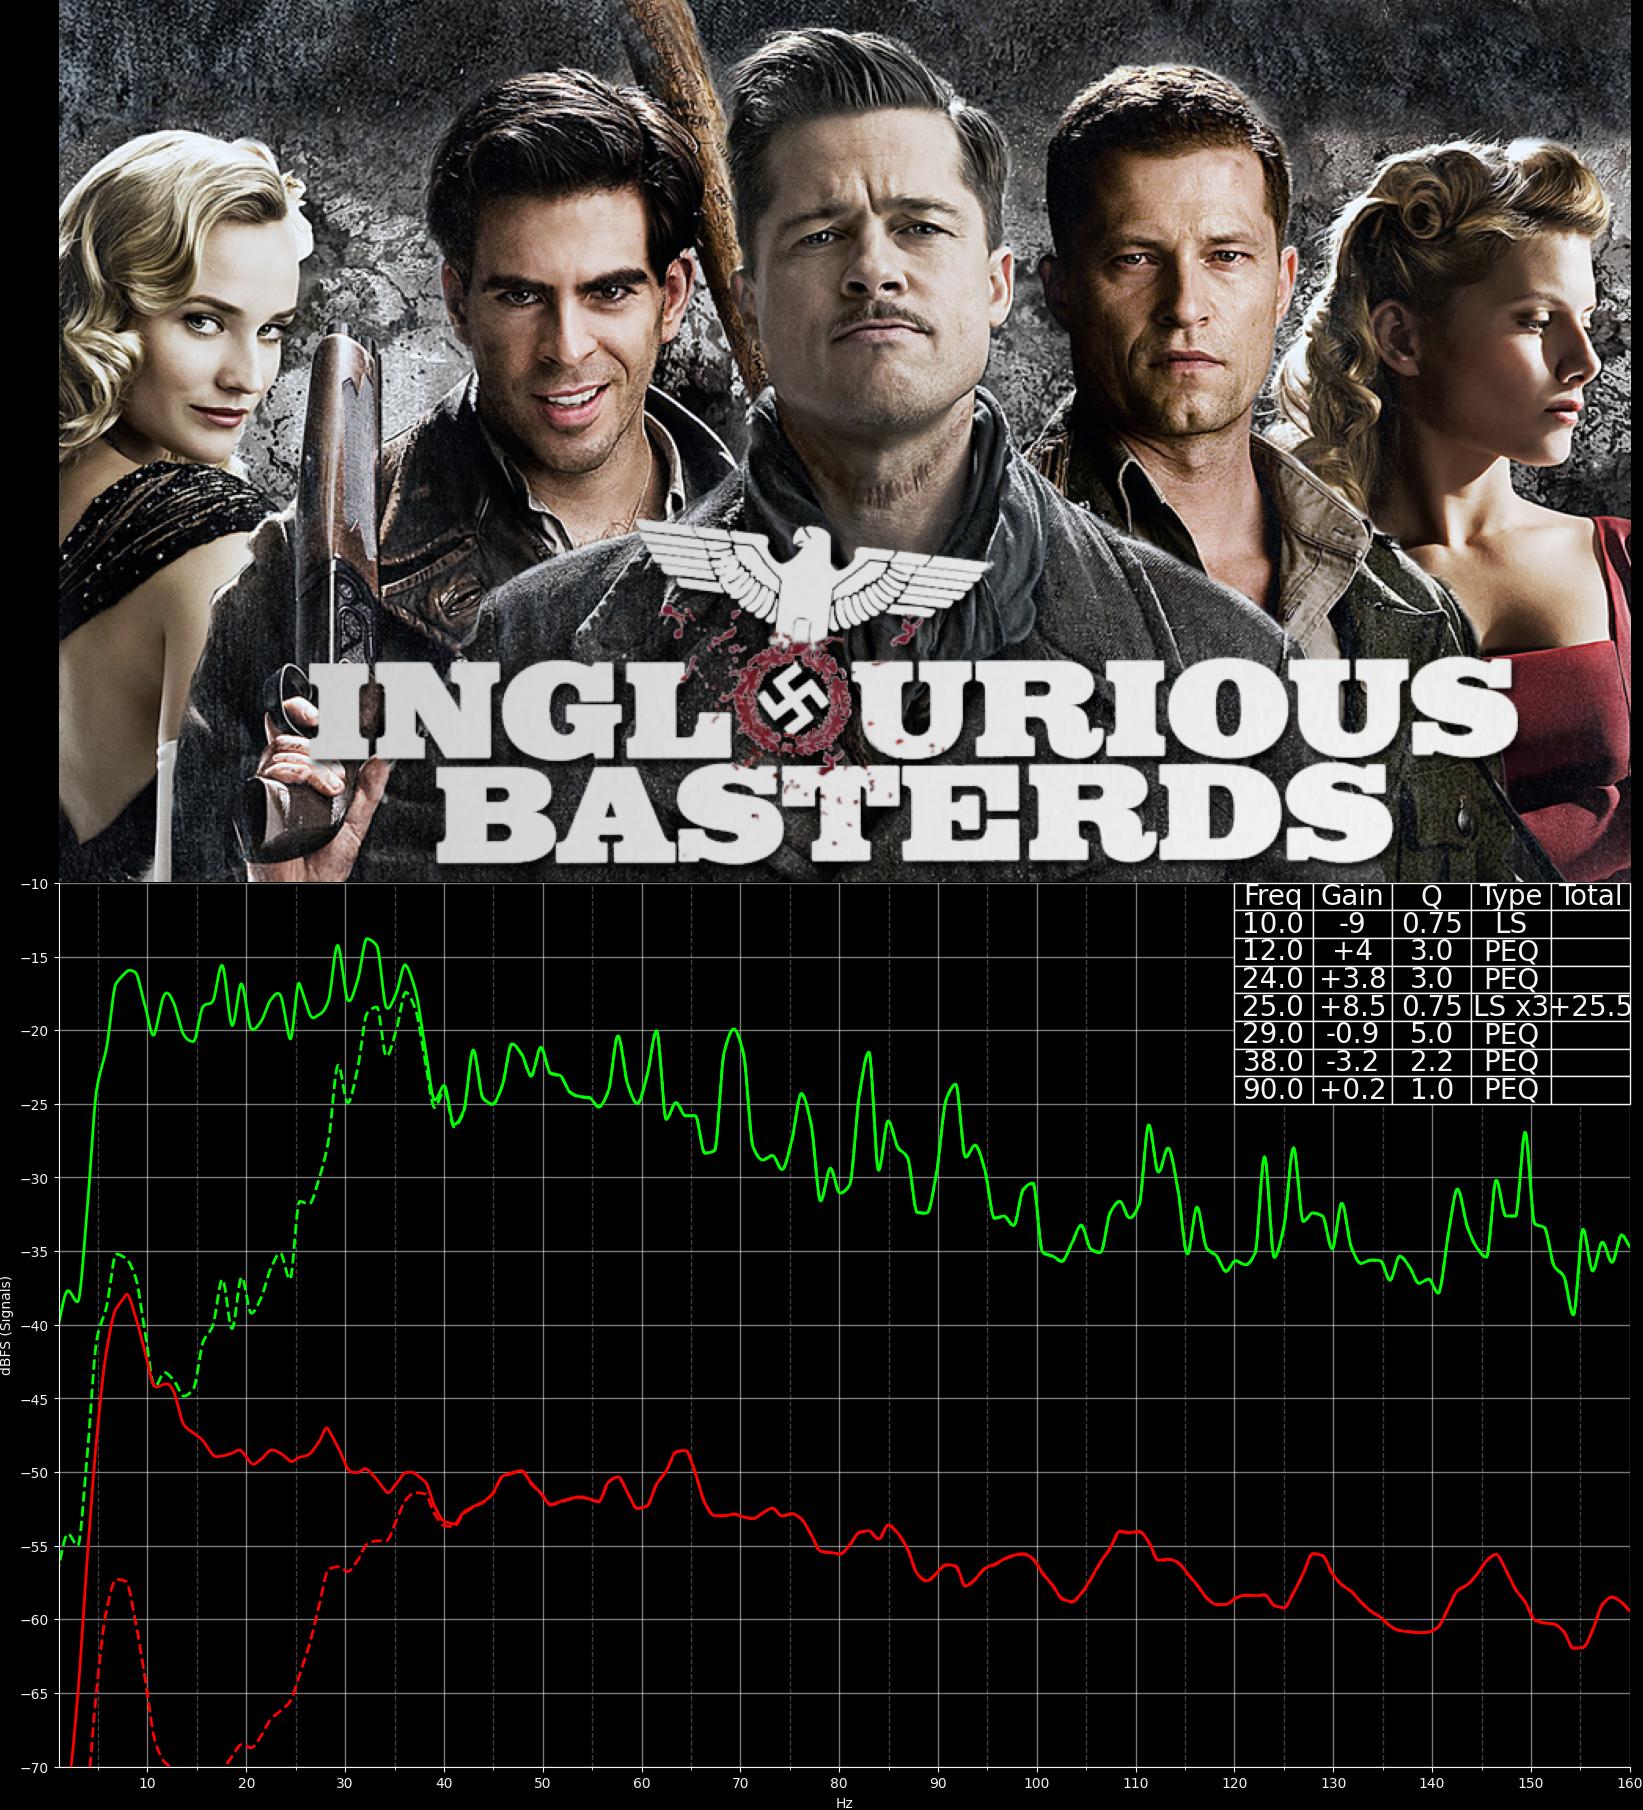 INGL URIOUS
BASTERDS
Freq Gain Q Type Total
10.0 -9 0.75 LS
12.0 +4 3.0 PEQ
24.0 +3.8 3.0 PEQ
25.0 +8.5 0.75 LS x3 +25.5
29.0 -0.9 5.0 PEQ
38.0 -3.2 2.2 PEQ
90.0 +0.2 1.0 PEQ
−10
−15
−20
−25
−30
−35
−40
−45
−50
−55
−60
−65
−70
dBFS (Signals)
10 20 30 40 50 60 70 80 90 100 110 120 130 140 150 160
Hz